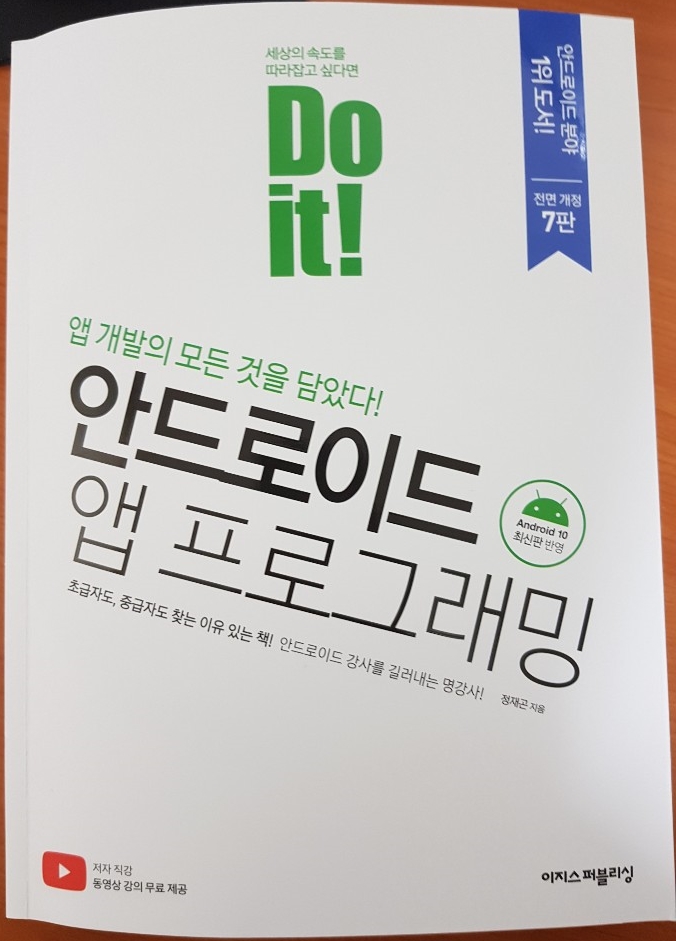 세상의 속도를
따라잡고 싶다면
Do
it!
안드로이드 분야
1위 도서!
전면 개정
7판
앱 개발의 모든 것을 담았다!
안드로이드
앱 프로그래밍
Android 10
최신판 반영
초급자도, 중급자도 찾는 이유 있는 책! 안드로이드 강사를 길러내는 명강사! 정재곤 지음
저자 직강
동영상 강의 무료 제공
이지스퍼블리싱